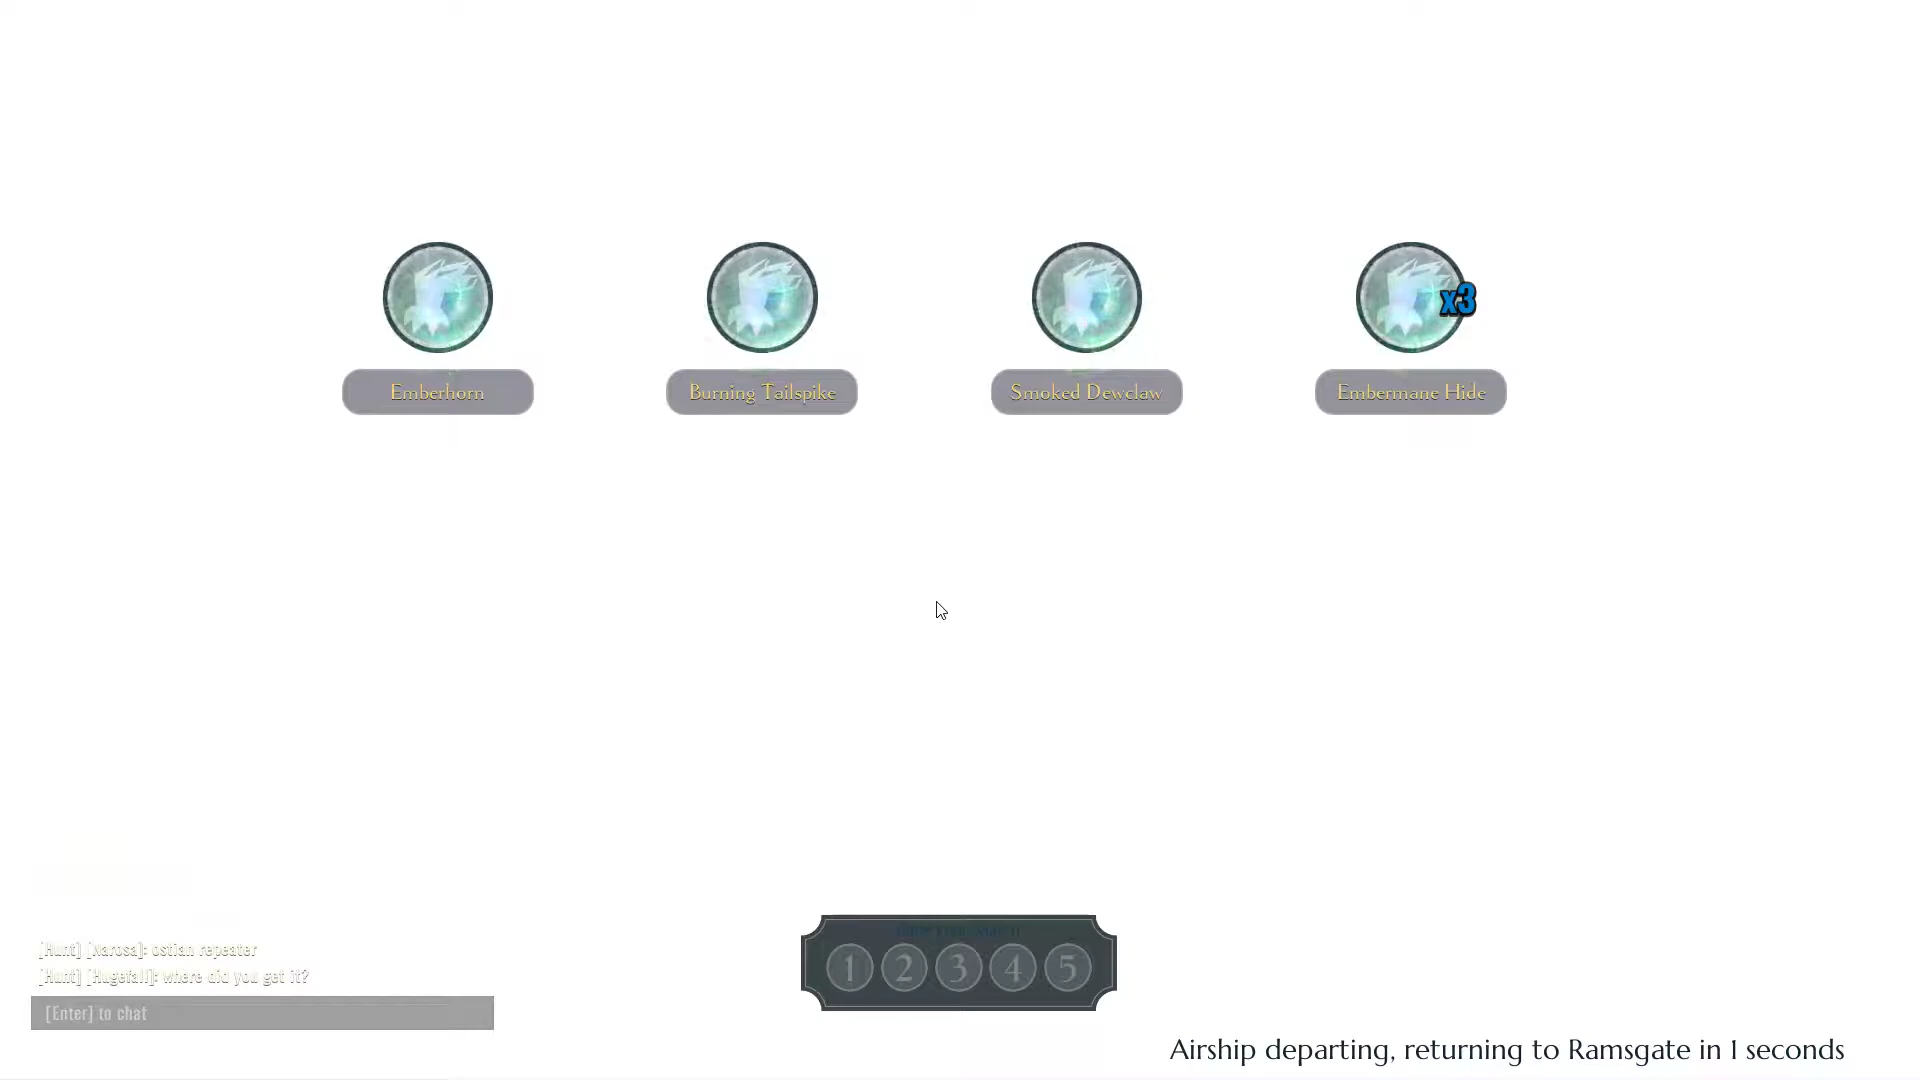 x3
Emberhorn
Burning Tailspike
Smoked Dewclaw
Embermane Hide
[Hunt] [Narosa]: ostian repeater
[Hunt] [Hugefall]: where did you get it?
[Enter] to chat
1 2 3 4 5
Airship departing, returning to Ramsgate in 1 seconds